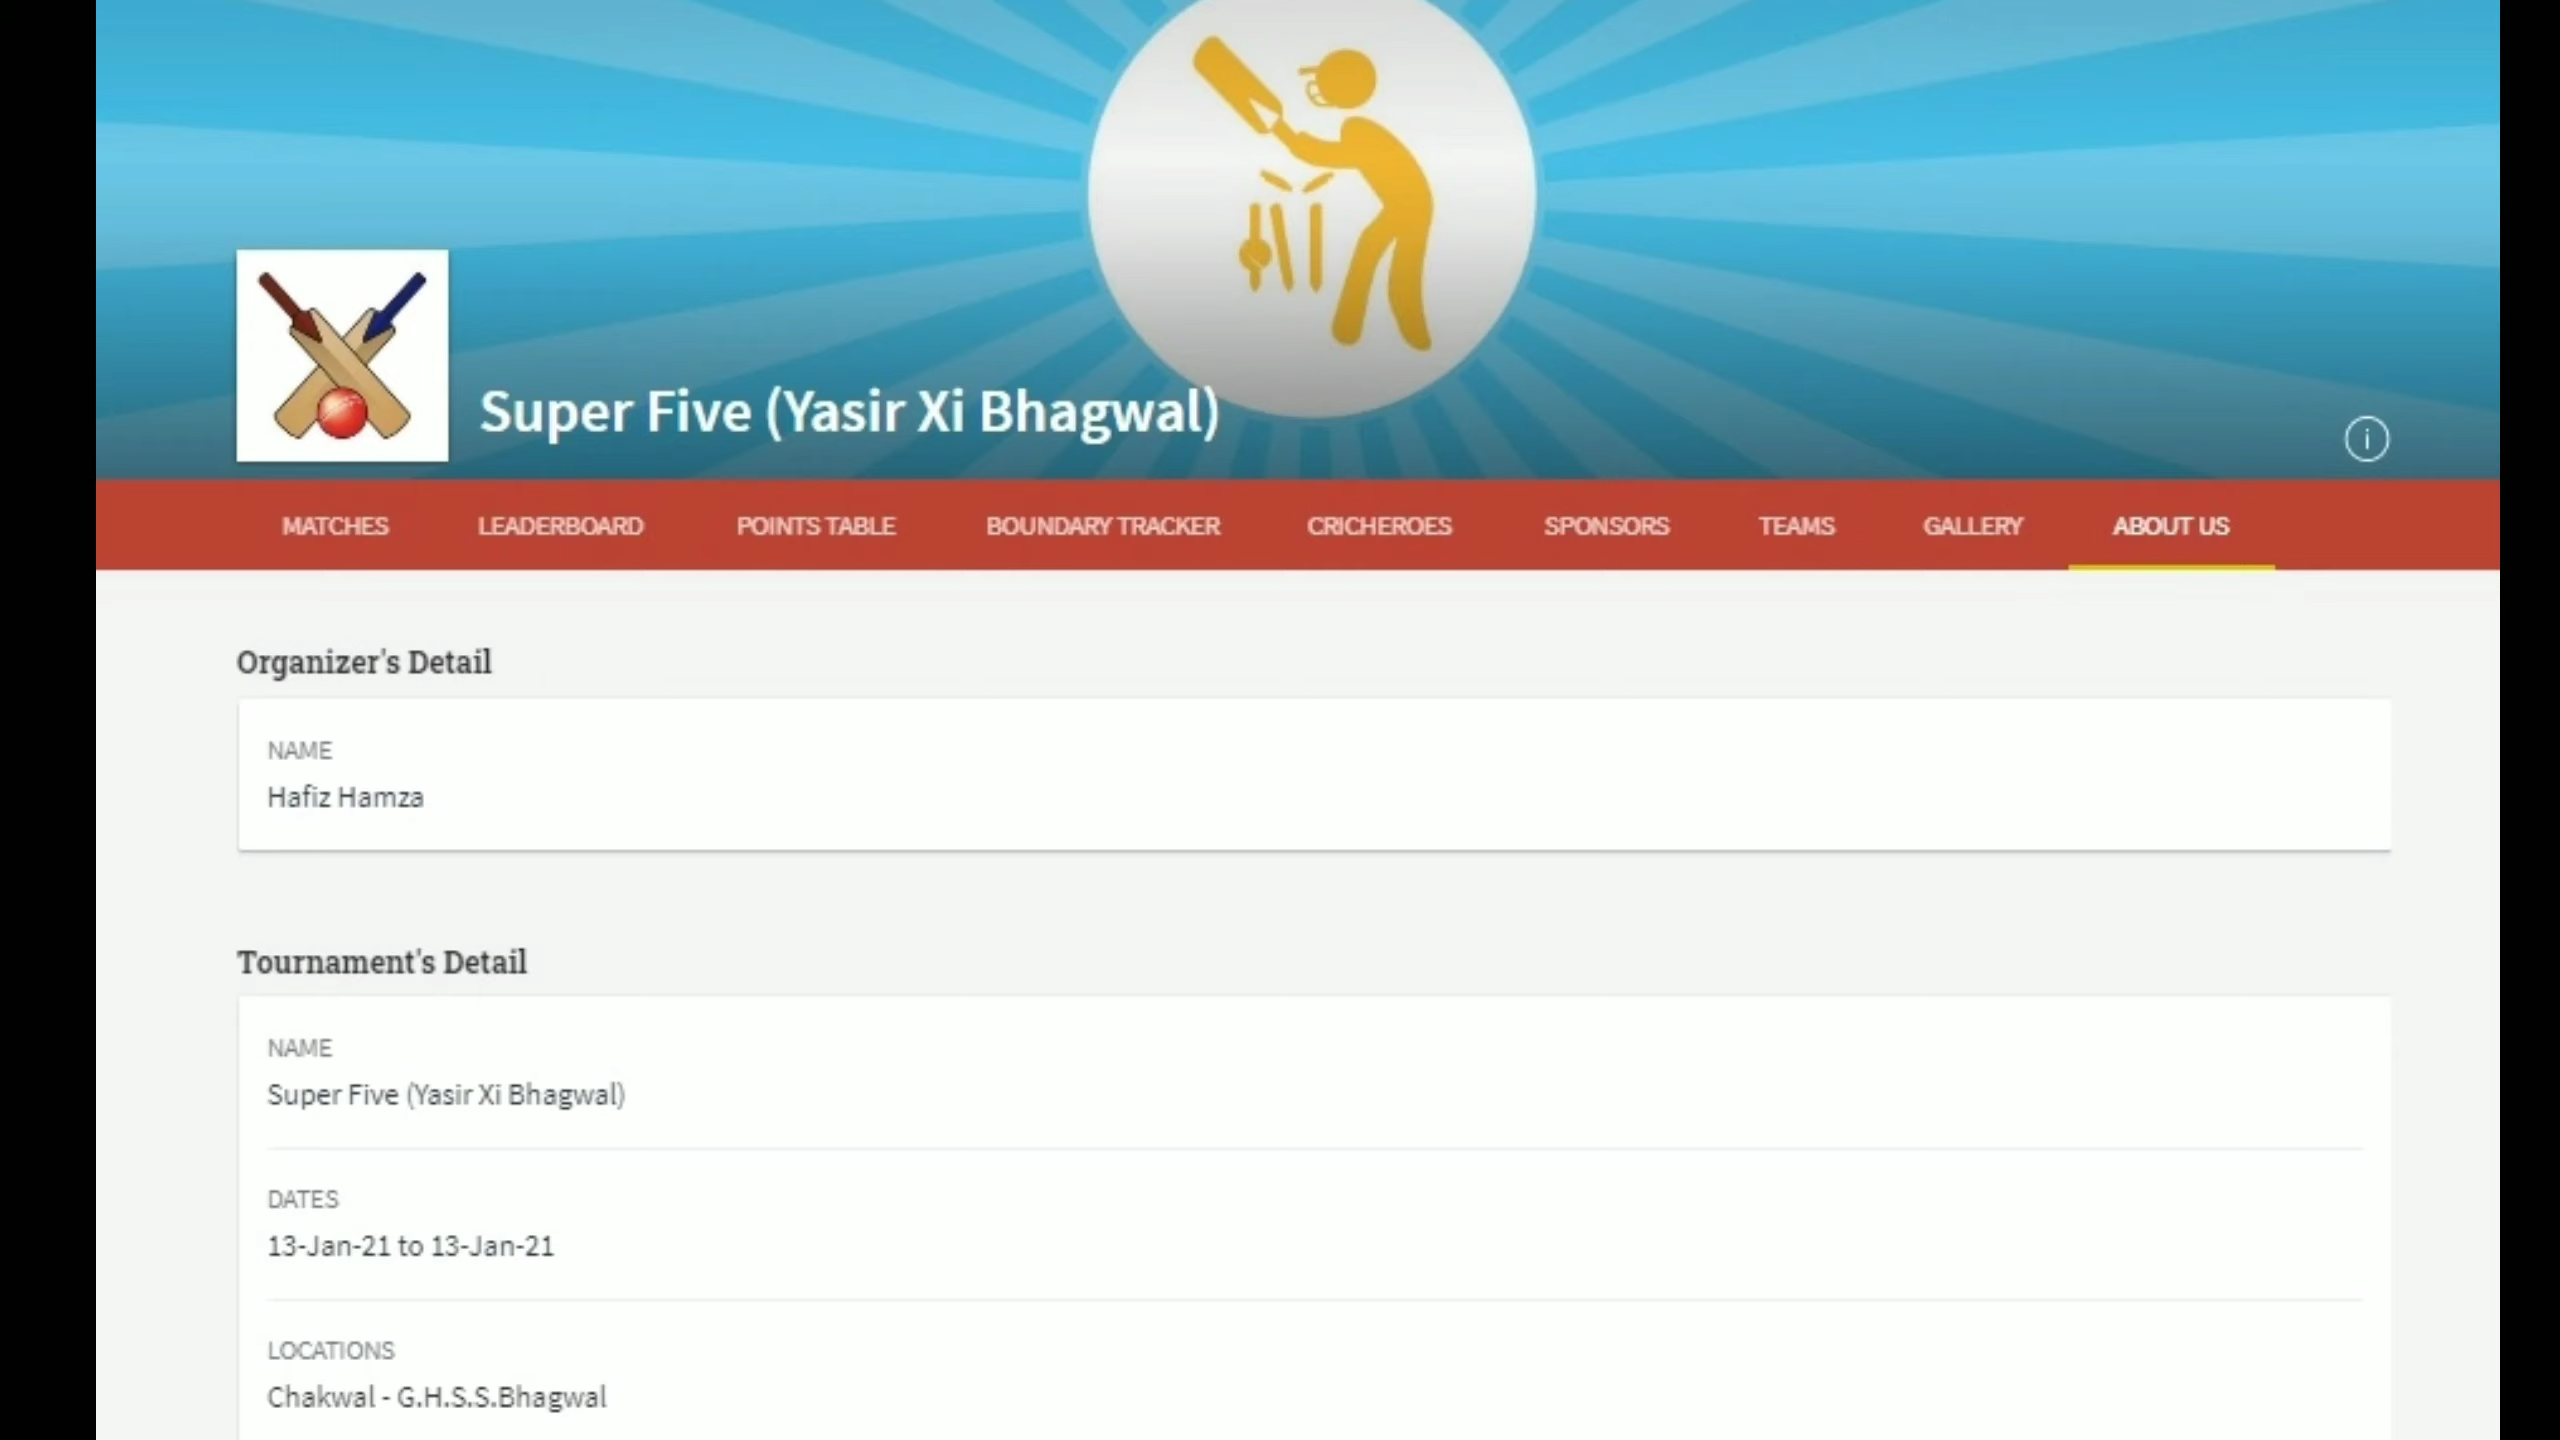 Super Five (Yasir Xi Bhagwal)
i
MATCHES LEADERBOARD POINTS TABLE BOUNDARY TRACKER CRICHEROES SPONSORS TEAMS GALLERY ABOUT US
Organizer's Detail
NAME
Hafiz Hamza
Tournament's Detail
NAME
Super Five (Yasir Xi Bhagwal)
DATES
13-Jan-21 to 13-Jan-21
LOCATIONS
Chakwal - G.H.S.S.Bhagwal